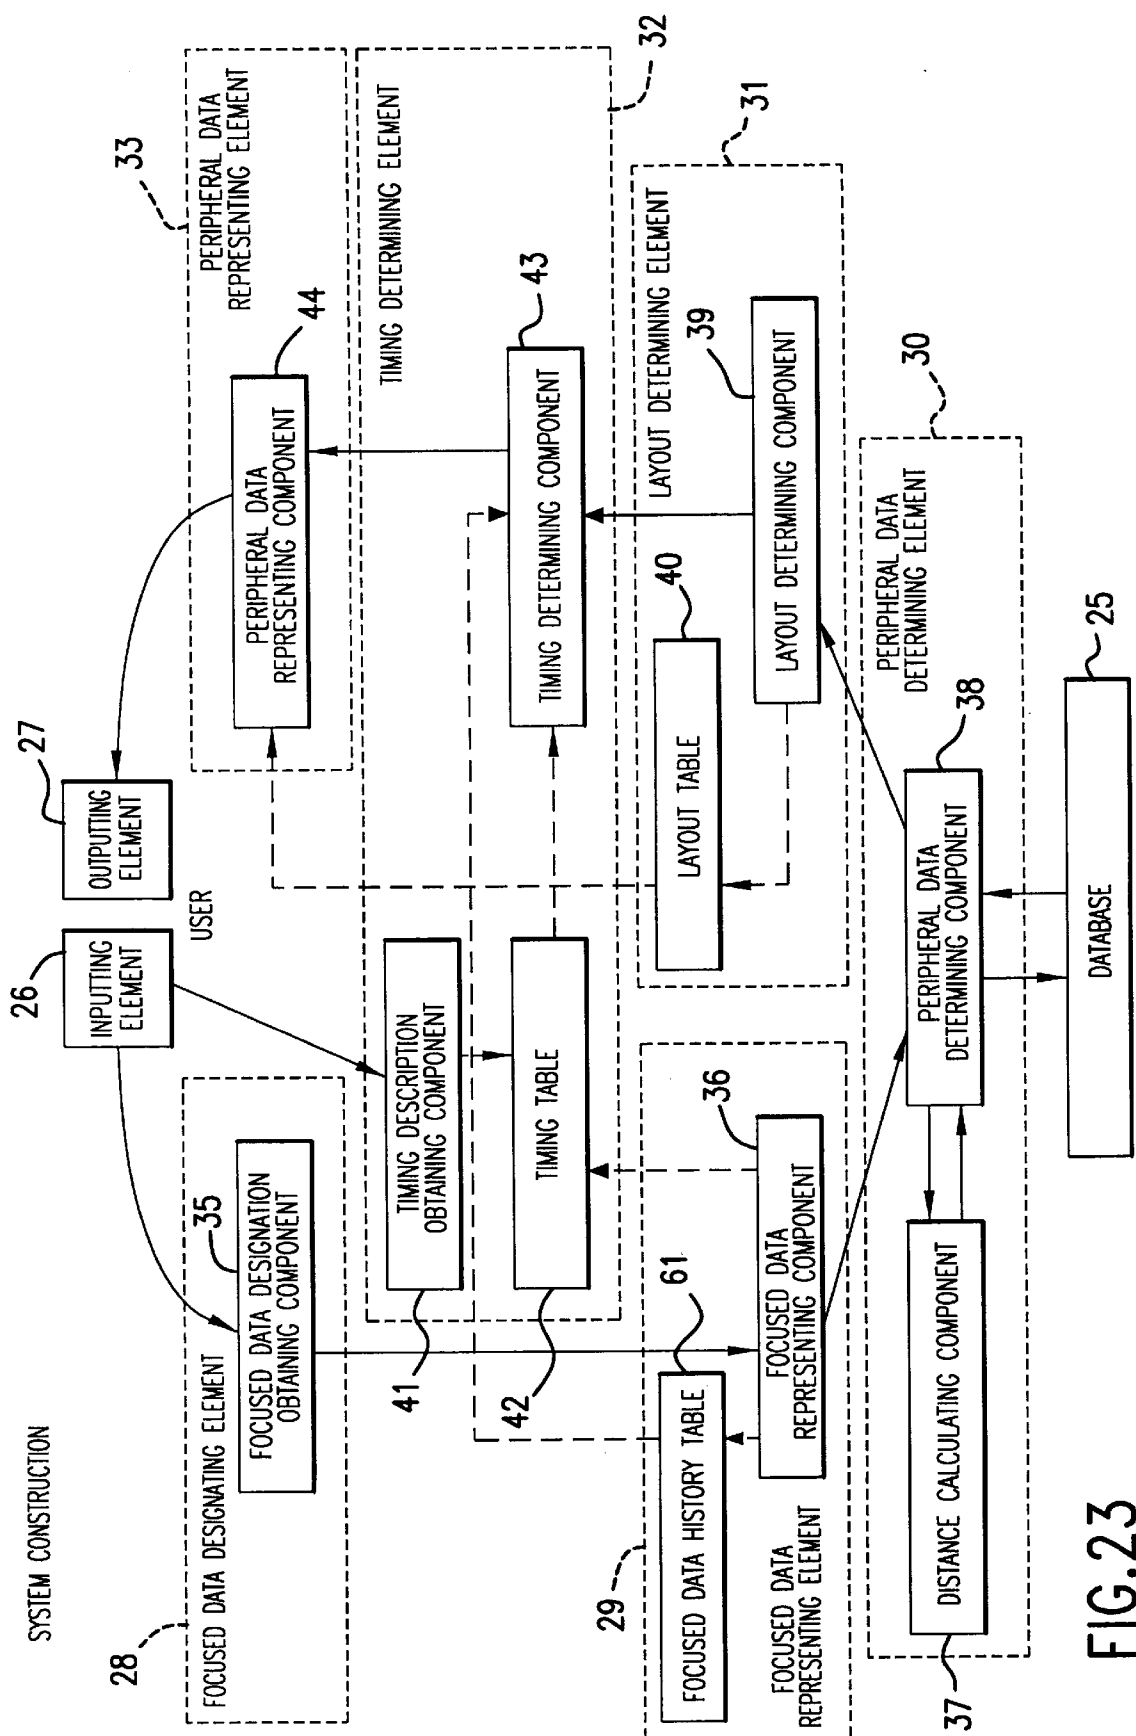 SYSTEM CONSTRUCTION
26
INPUTTING
ELEMENT
27
OUTPUTING
ELEMENT
USER
28
FOCUSED DATA DESIGNATING ELEMENT
35
FOCUSED DATA DESIGNATION
OBTAINING COMPONENT
33
PERIPHERAL DATA
REPRESENTING ELEMENT
44
PERIPHERAL DATA
REPRESENTING COMPONENT
32
TIMING DETERMINING ELEMENT
41
TIMING DESCRIPTION
OBTAINING COMPONENT
42
TIMING TABLE
43
TIMING DETERMINING COMPONENT
29
FOCUSED DATA
REPRESENTING ELEMENT
61
FOCUSED DATA HISTORY TABLE
36
FOCUSED DATA
REPRESENTING COMPONENT
31
LAYOUT DETERMINING ELEMENT
40
LAYOUT TABLE
39
LAYOUT DETERMINING COMPONENT
30
PERIPHERAL DATA
DETERMINING ELEMENT
37
DISTANCE CALCULATING COMPONENT
38
PERIPHERAL DATA
DETERMINING COMPONENT
25
DATABASE
FIG.23